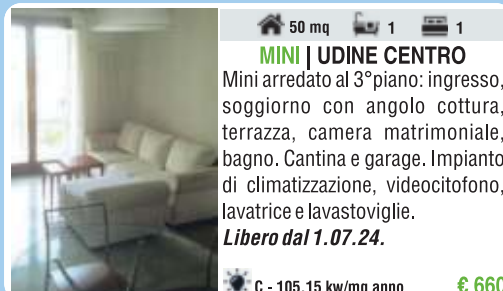 50 mq 1 1
MINI | UDINE CENTRO
Mini arredato al 3°piano: ingresso,
soggiorno con angolo cottura,
terrazza, camera matrimoniale,
bagno. Cantina e garage. Impianto
di climatizzazione, videocitofono,
lavatrice e lavastoviglie.
Libero dal 1.07.24.
C - 105,15 kw/mq anno € 660